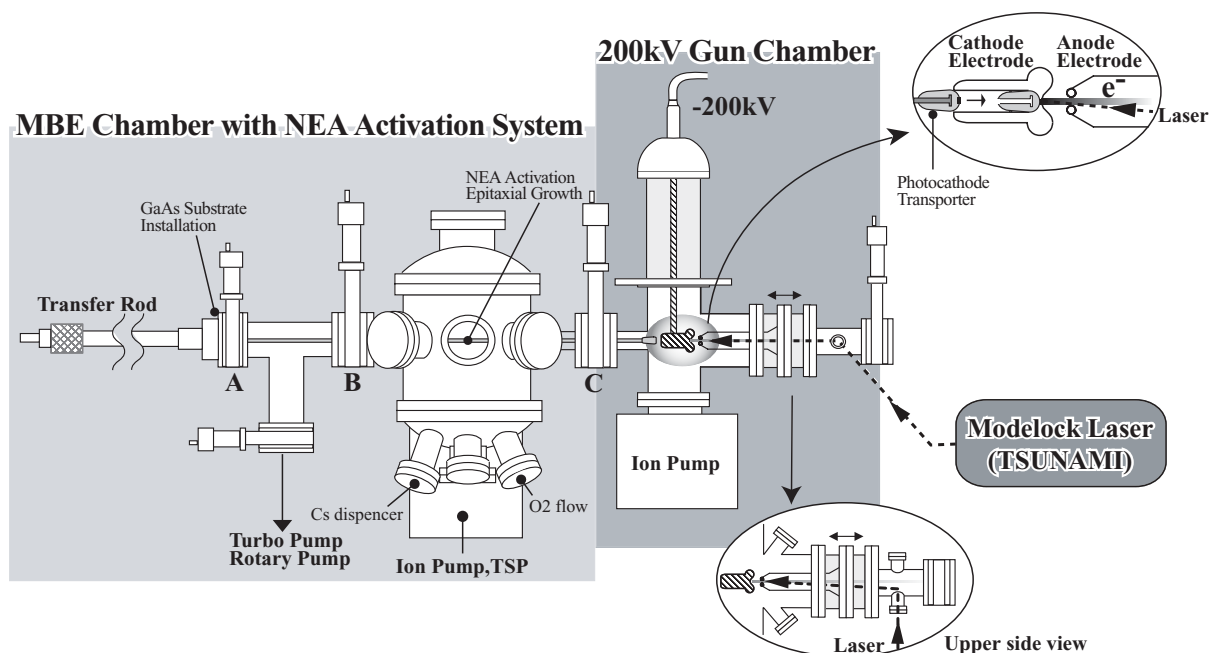 200kV Gun Chamber
MBE Chamber with NEA Activation System
-200kV
Cathode
Electrode
Anode
Electrode
e-
Laser
Photocathode
Transporter
NEA Activation
Epitaxial Growth
GaAs Substrate
Installation
Transfer Rod
A
B
C
Modelock Laser
(TSUNAMI)
Ion Pump
Cs dispencer
O2 flow
Turbo Pump
Rotary Pump
Ion Pump,TSP
Laser
Upper side view